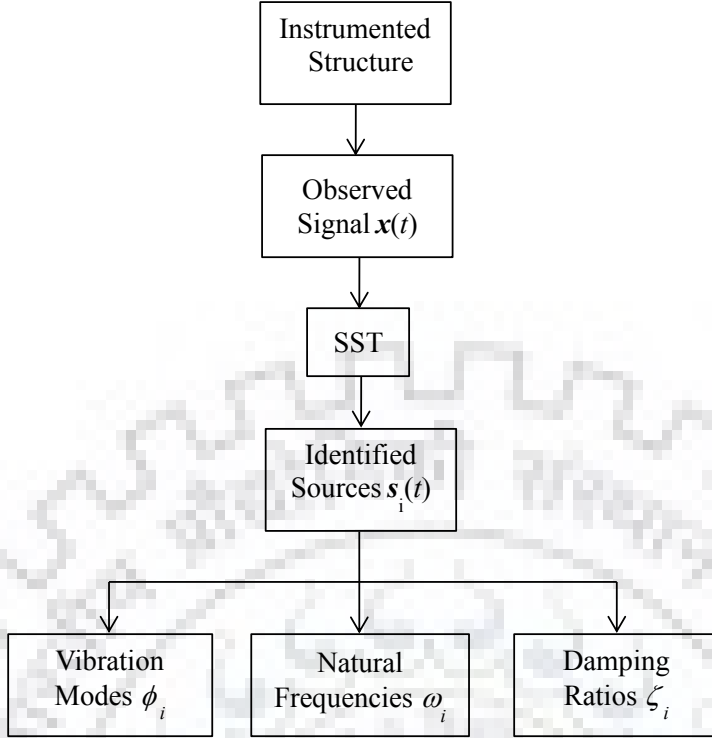 Instrumented
Structure
Observed
Signal x(t)
SST
Identified
Sources s_i(t)
Vibration
Modes ϕ_i
Natural
Frequencies ω_i
Damping
Ratios ζ_i